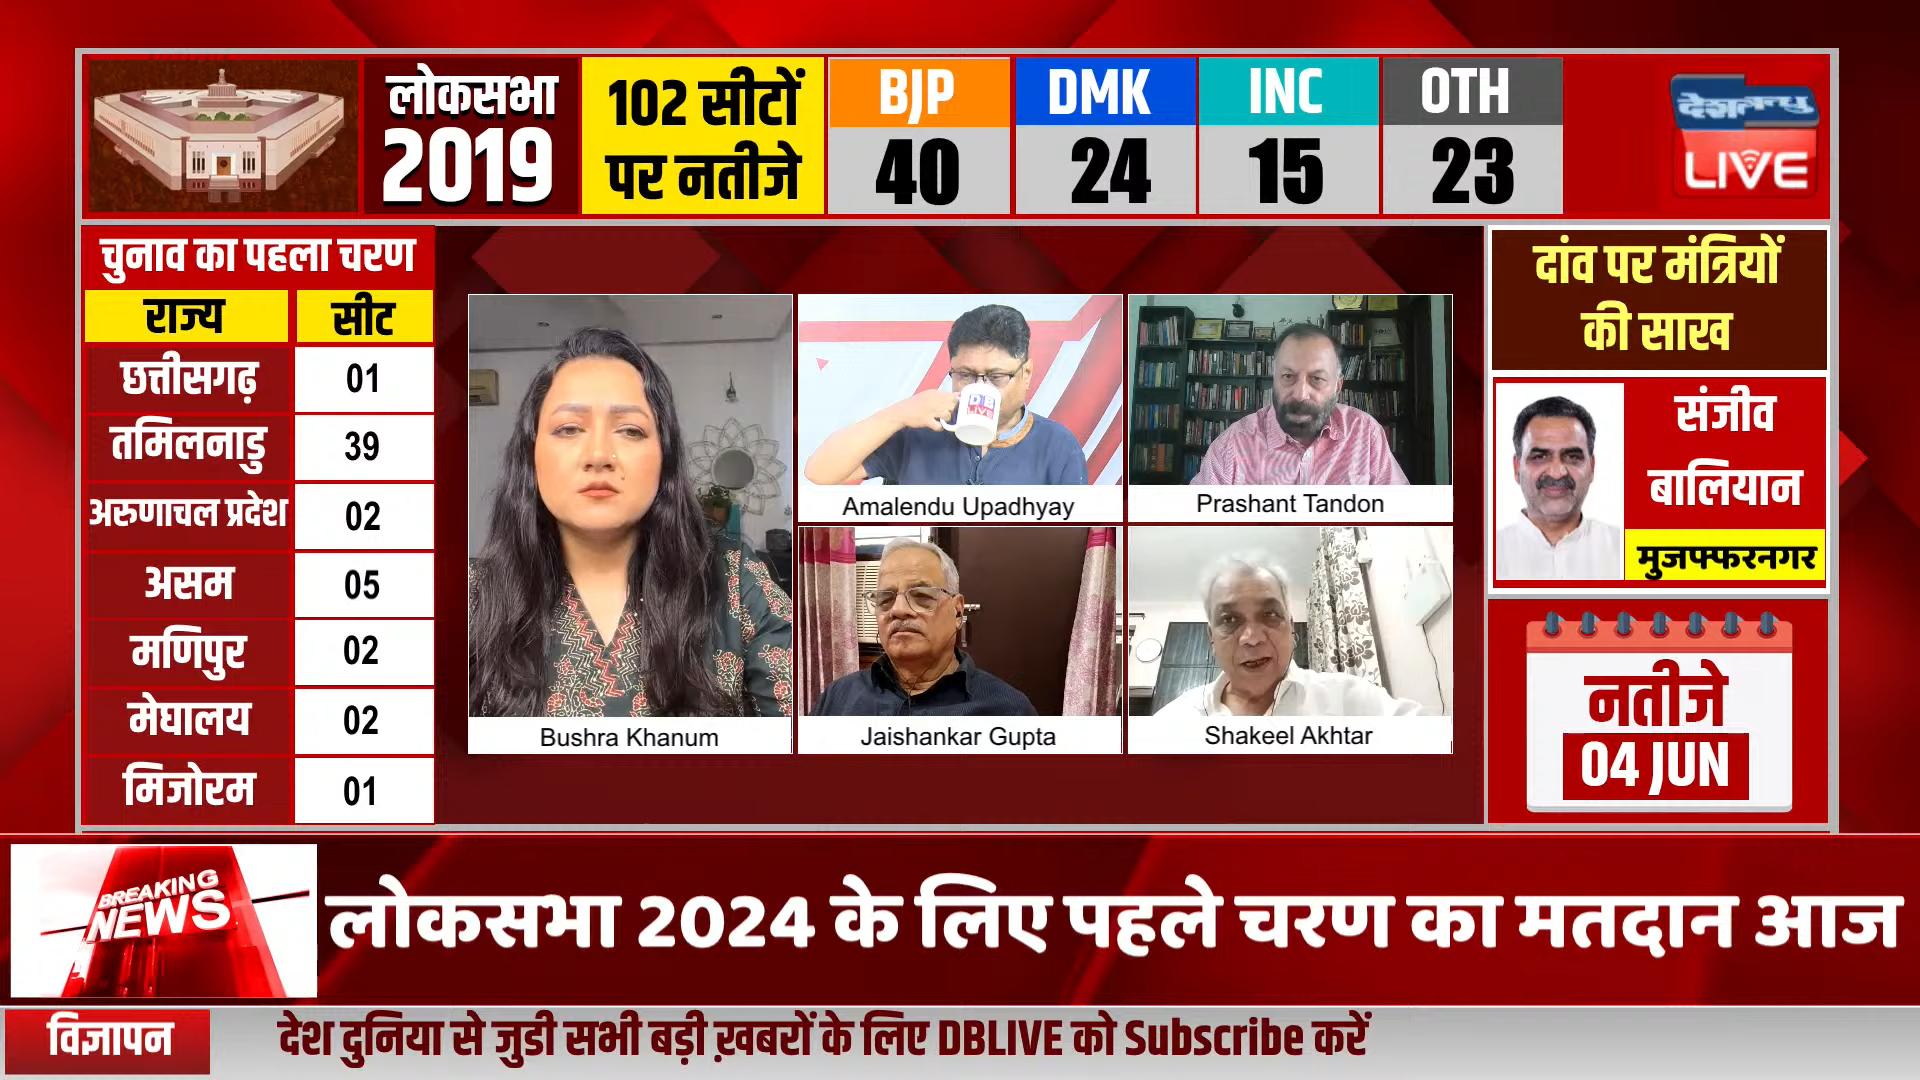 लोकसभा
2019
102 सीटों
पर नतीजे
BJP
40
DMK
24
INC
15
OTH
23
देशबन्धु
LIVE
चुनाव का पहला चरण
राज्य सीट
छत्तीसगढ़ 01
तमिलनाडु 39
अरुणाचल प्रदेश 02
असम 05
मणिपुर 02
मेघालय 02
मिजोरम 01
DB
LIVE
Amalendu Upadhyay
Prashant Tandon
Bushra Khanum
Jaishankar Gupta
Shakeel Akhtar
दांव पर मंत्रियों
की साख
संजीव
बालियान
मुजफ्फरनगर
नतीजे
04 JUN
BREAKING
NEWS
लोकसभा 2024 के लिए पहले चरण का मतदान आज
विज्ञापन
देश दुनिया से जुडी सभी बड़ी ख़बरों के लिए DBLIVE को Subscribe करें